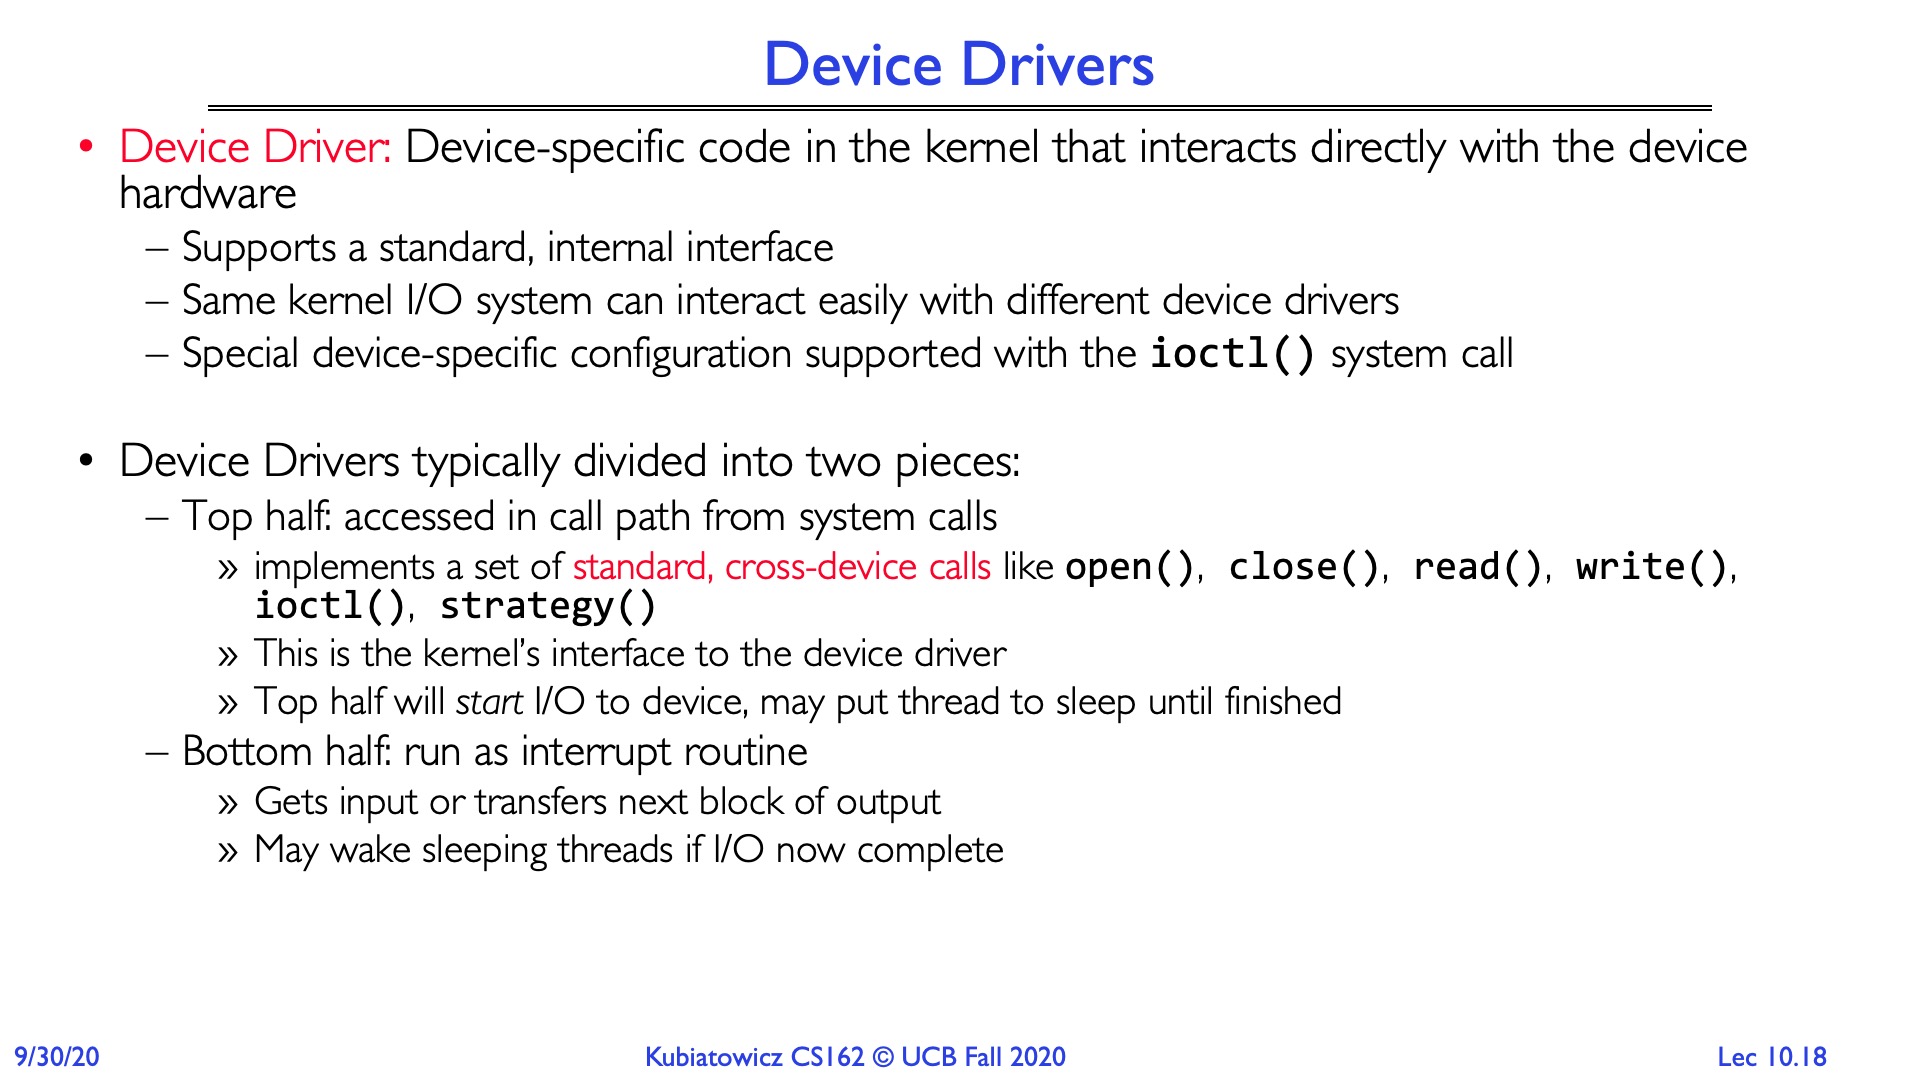 Device Drivers
• Device Driver: Device-specific code in the kernel that interacts directly with the device
hardware
– Supports a standard, internal interface
– Same kernel I/O system can interact easily with different device drivers
– Special device-specific configuration supported with the ioctl() system call
• Device Drivers typically divided into two pieces:
– Top half: accessed in call path from system calls
» implements a set of standard, cross-device calls like open(), close(), read(), write(),
ioctl(), strategy()
» This is the kernel’s interface to the device driver
» Top half will start I/O to device, may put thread to sleep until finished
– Bottom half: run as interrupt routine
» Gets input or transfers next block of output
» May wake sleeping threads if I/O now complete
9/30/20 Kubiatowicz CS162 © UCB Fall 2020 Lec 10.18